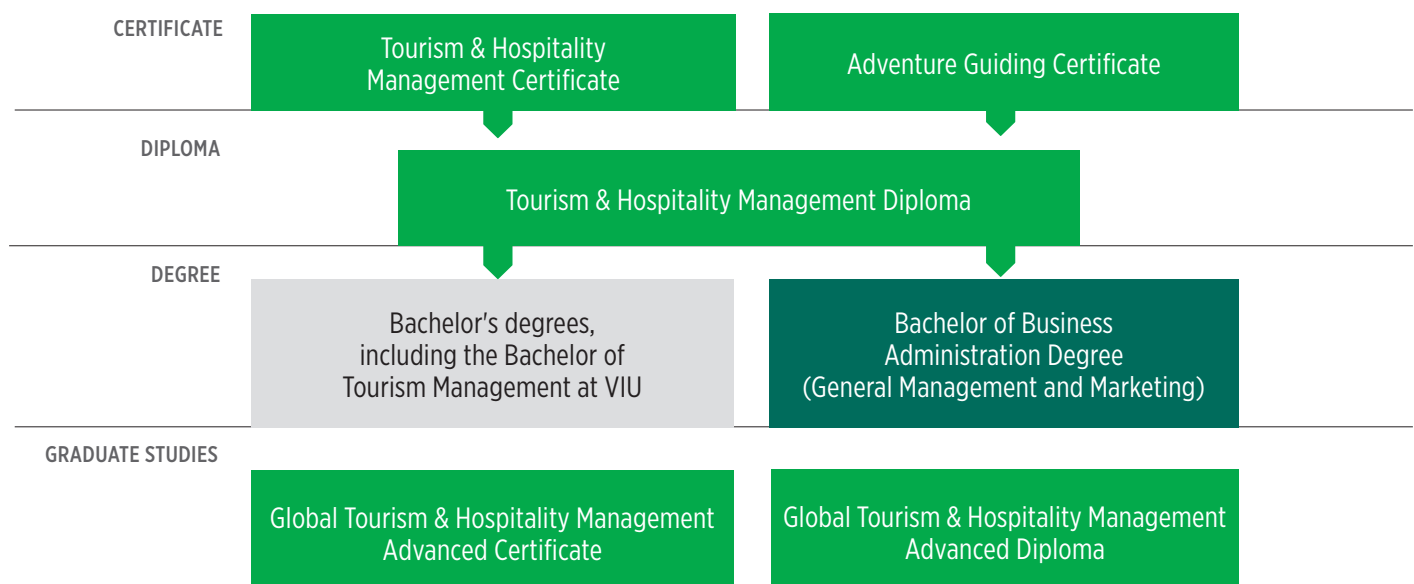 CERTIFICATE
Tourism & Hospitality
Management Certificate
Adventure Guiding Certificate
DIPLOMA
Tourism & Hospitality Management Diploma
DEGREE
Bachelor's degrees,
including the Bachelor of
Tourism Management at VIU
Bachelor of Business
Administration Degree
(General Management and Marketing)
GRADUATE STUDIES
Global Tourism & Hospitality Management
Advanced Certificate
Global Tourism & Hospitality Management
Advanced Diploma